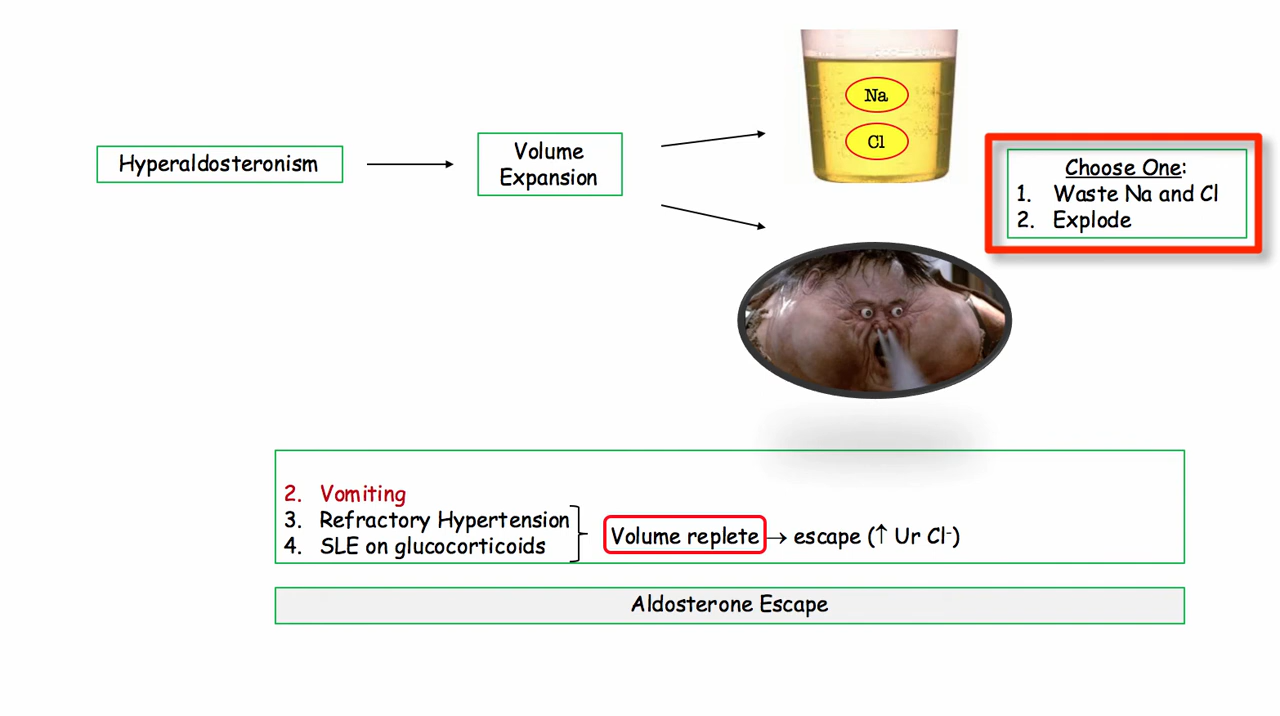 Na
Cl
Hyperaldosteronism
Volume
Expansion
Choose One:
1. Waste Na and Cl
2. Explode
2. Vomiting
3. Refractory Hypertension
4. SLE on glucocorticoids
Volume replete → escape (↑ Ur Cl⁻)
Aldosterone Escape